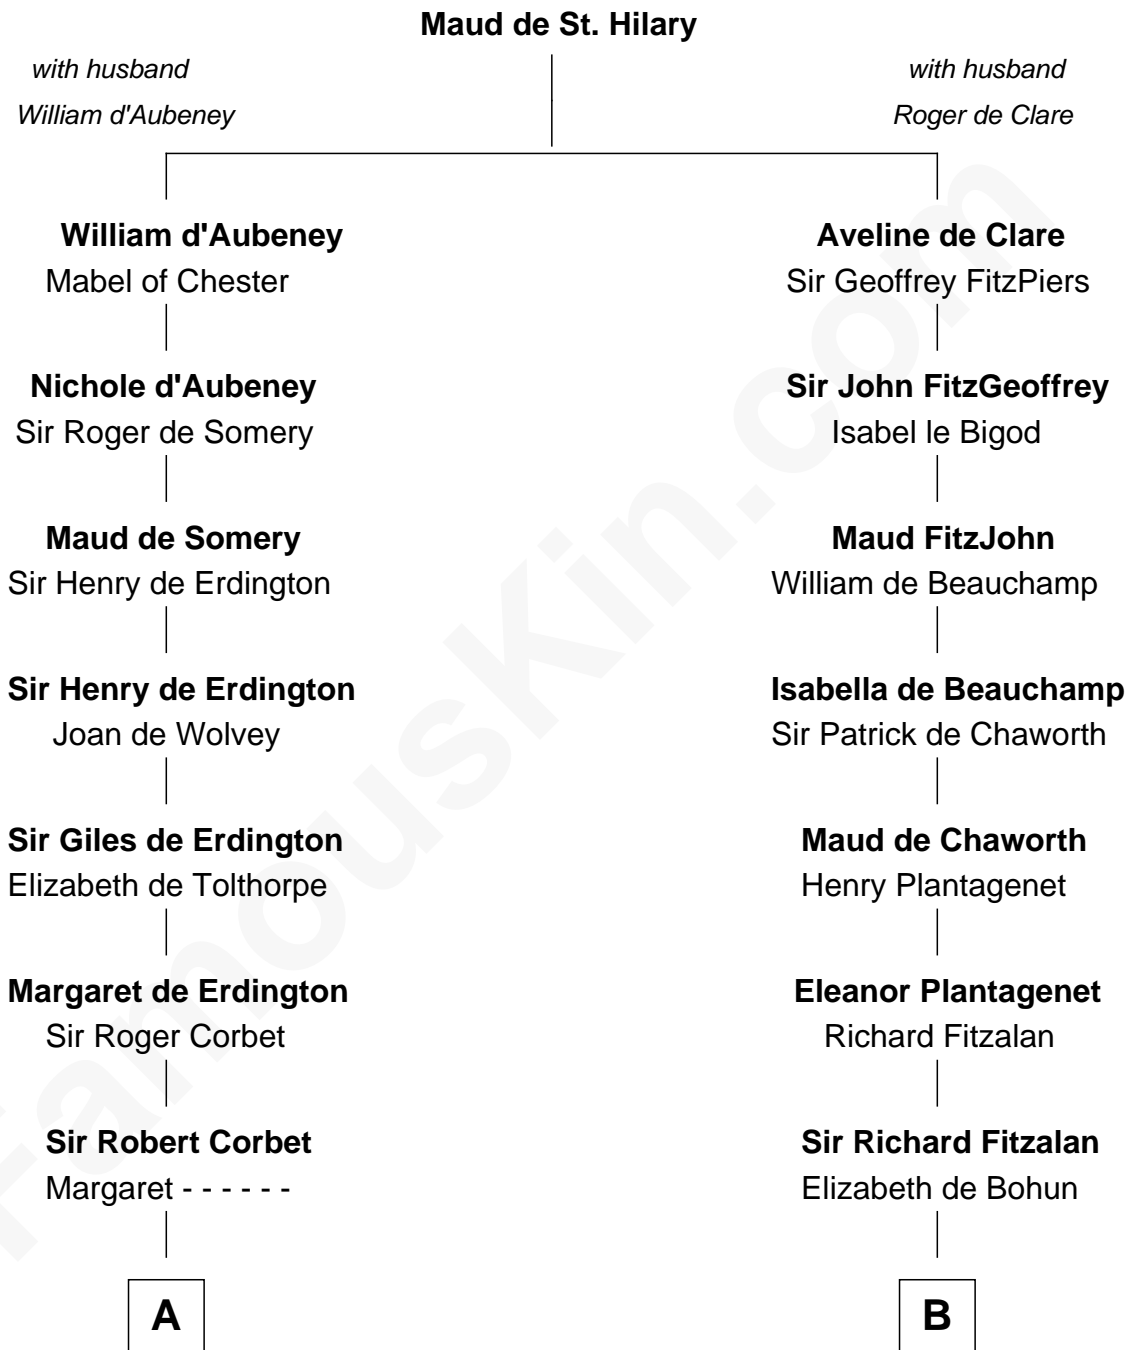 Maud de St. Hilary
with husband
William d'Aubeney
with husband
Roger de Clare
William d'Aubeney
Mabel of Chester
Aveline de Clare
Sir Geoffrey FitzPiers
Nichole d'Aubeney
Sir Roger de Somery
Sir John FitzGeoffrey
Isabel le Bigod
Maud de Somery
Sir Henry de Erdington
Maud FitzJohn
William de Beauchamp
Sir Henry de Erdington
Joan de Wolvey
Isabella de Beauchamp
Sir Patrick de Chaworth
Sir Giles de Erdington
Elizabeth de Tolthorpe
Maud de Chaworth
Henry Plantagenet
Margaret de Erdington
Sir Roger Corbet
Eleanor Plantagenet
Richard Fitzalan
Sir Robert Corbet
Margaret - - - - - -
Sir Richard Fitzalan
Elizabeth de Bohun
A
B
FamousKin.com